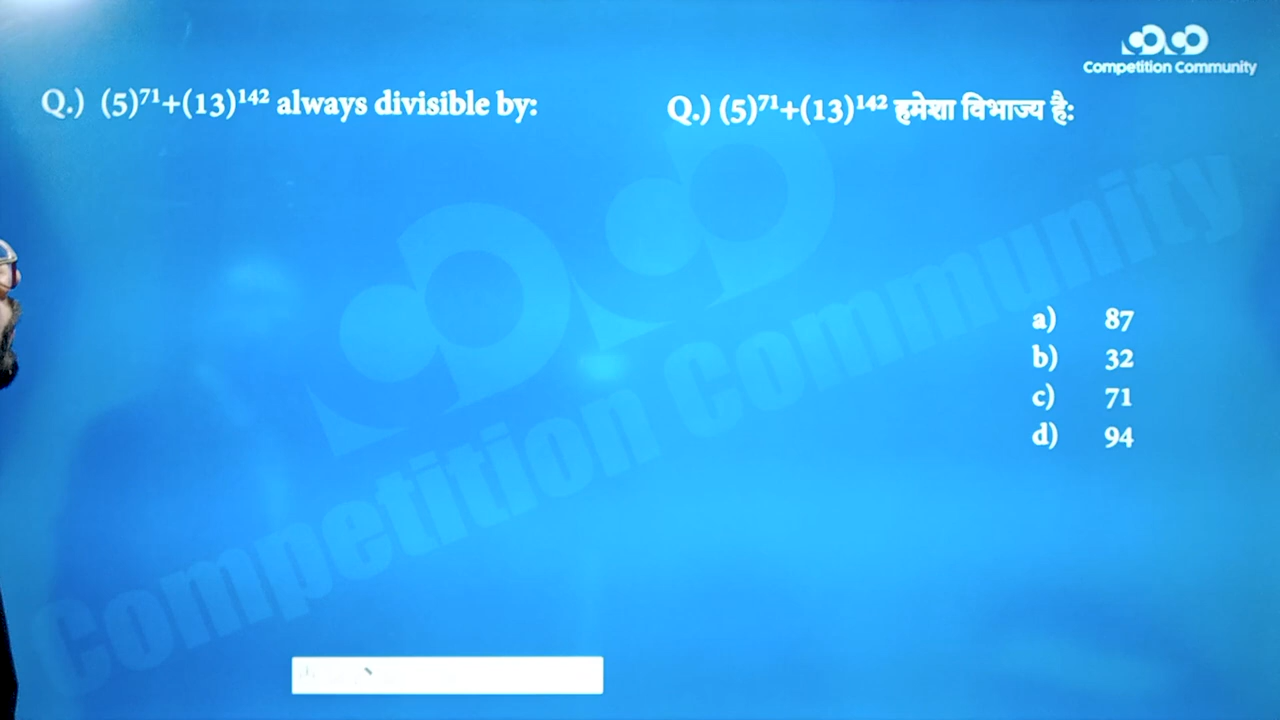 Competition Community
Q.) (5)⁷¹+(13)¹⁴² always divisible by:
Q.) (5)⁷¹+(13)¹⁴² हमेशा विभाज्य है:
a) 87
b) 32
c) 71
d) 94
Competition Community